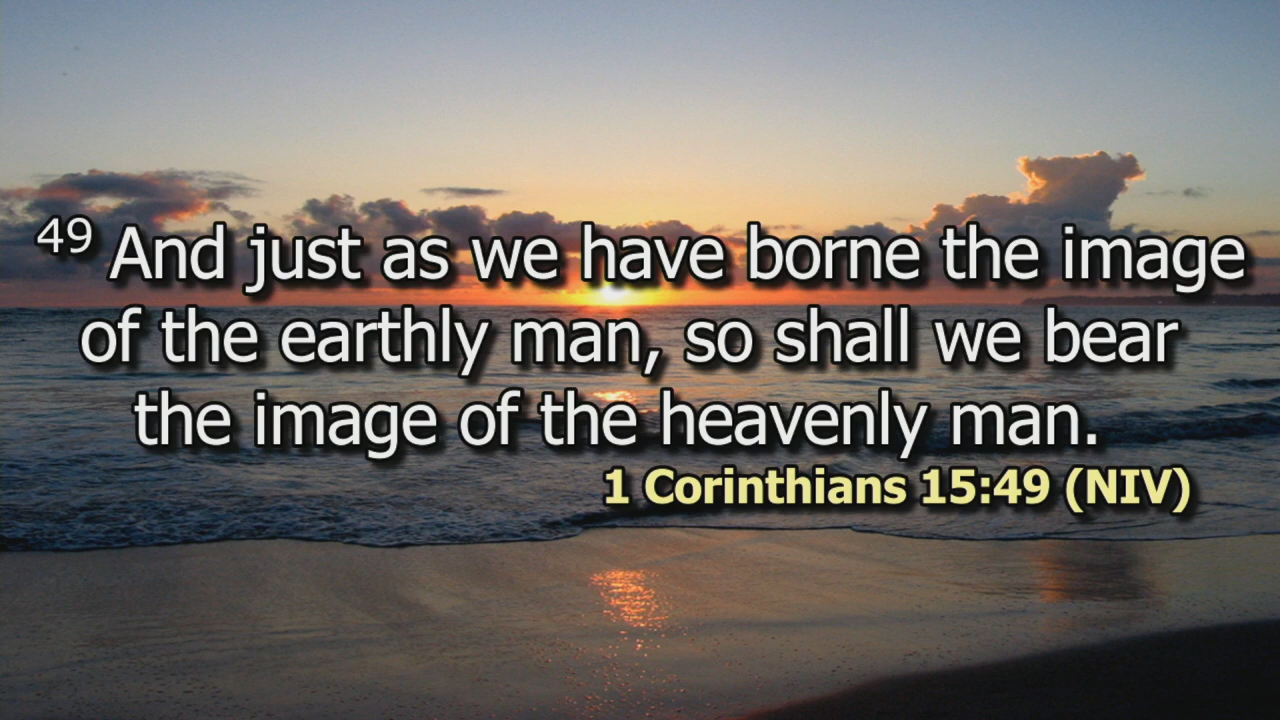 49 And just as we have borne the image
of the earthly man, so shall we bear
the image of the heavenly man.
1 Corinthians 15:49 (NIV)